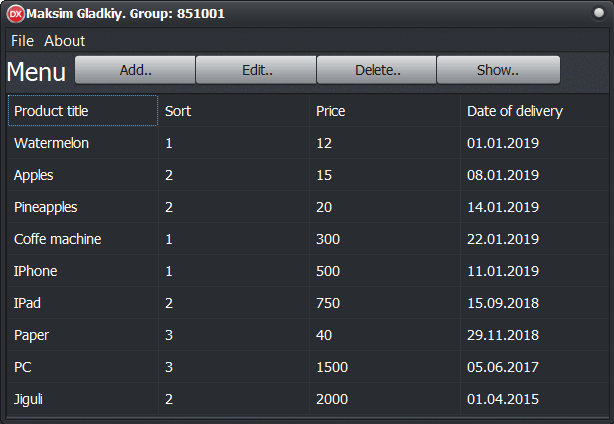 DX Maksim Gladkiy. Group: 851001
File About
Menu Add.. Edit.. Delete.. Show..
Product title Sort Price Date of delivery
Watermelon 1 12 01.01.2019
Apples 2 15 08.01.2019
Pineapples 2 20 14.01.2019
Coffe machine 1 300 22.01.2019
IPhone 1 500 11.01.2019
IPad 2 750 15.09.2018
Paper 3 40 29.11.2018
PC 3 1500 05.06.2017
Jiguli 2 2000 01.04.2015